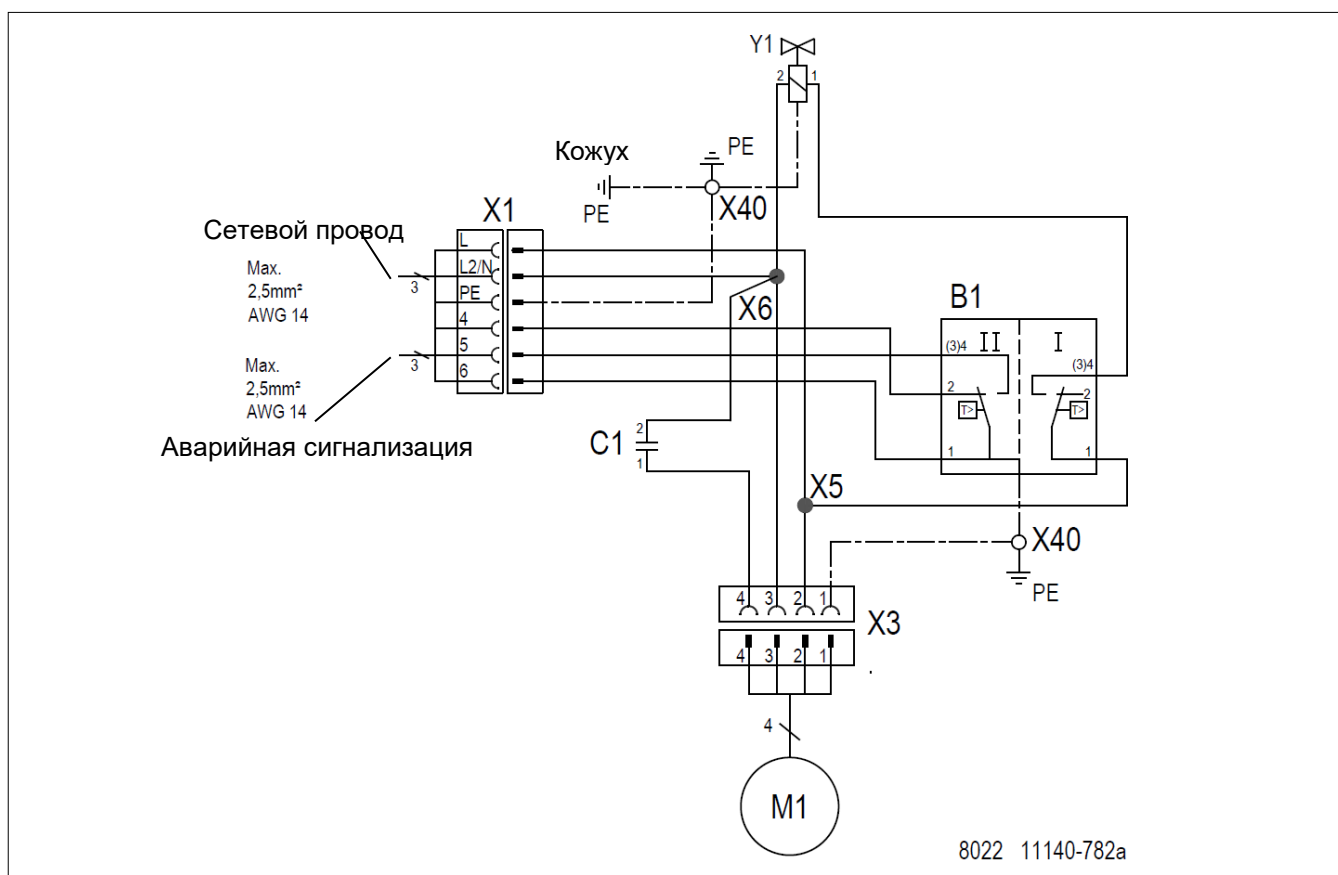 Y1
2 1
Кожух
PE
PE
X40
X1
Сетевой провод
L
L2/N
PE
4
5
6
Max.
2,5mm²
AWG 14
3
Max.
2,5mm²
AWG 14
3
Аварийная сигнализация
X6
B1
II I
(3)4
(3)4
2
2
T>
T>
1
1
C1
2
1
X5
X40
PE
4 3 2 1
X3
4 3 2 1
4
M1
8022 11140-782a